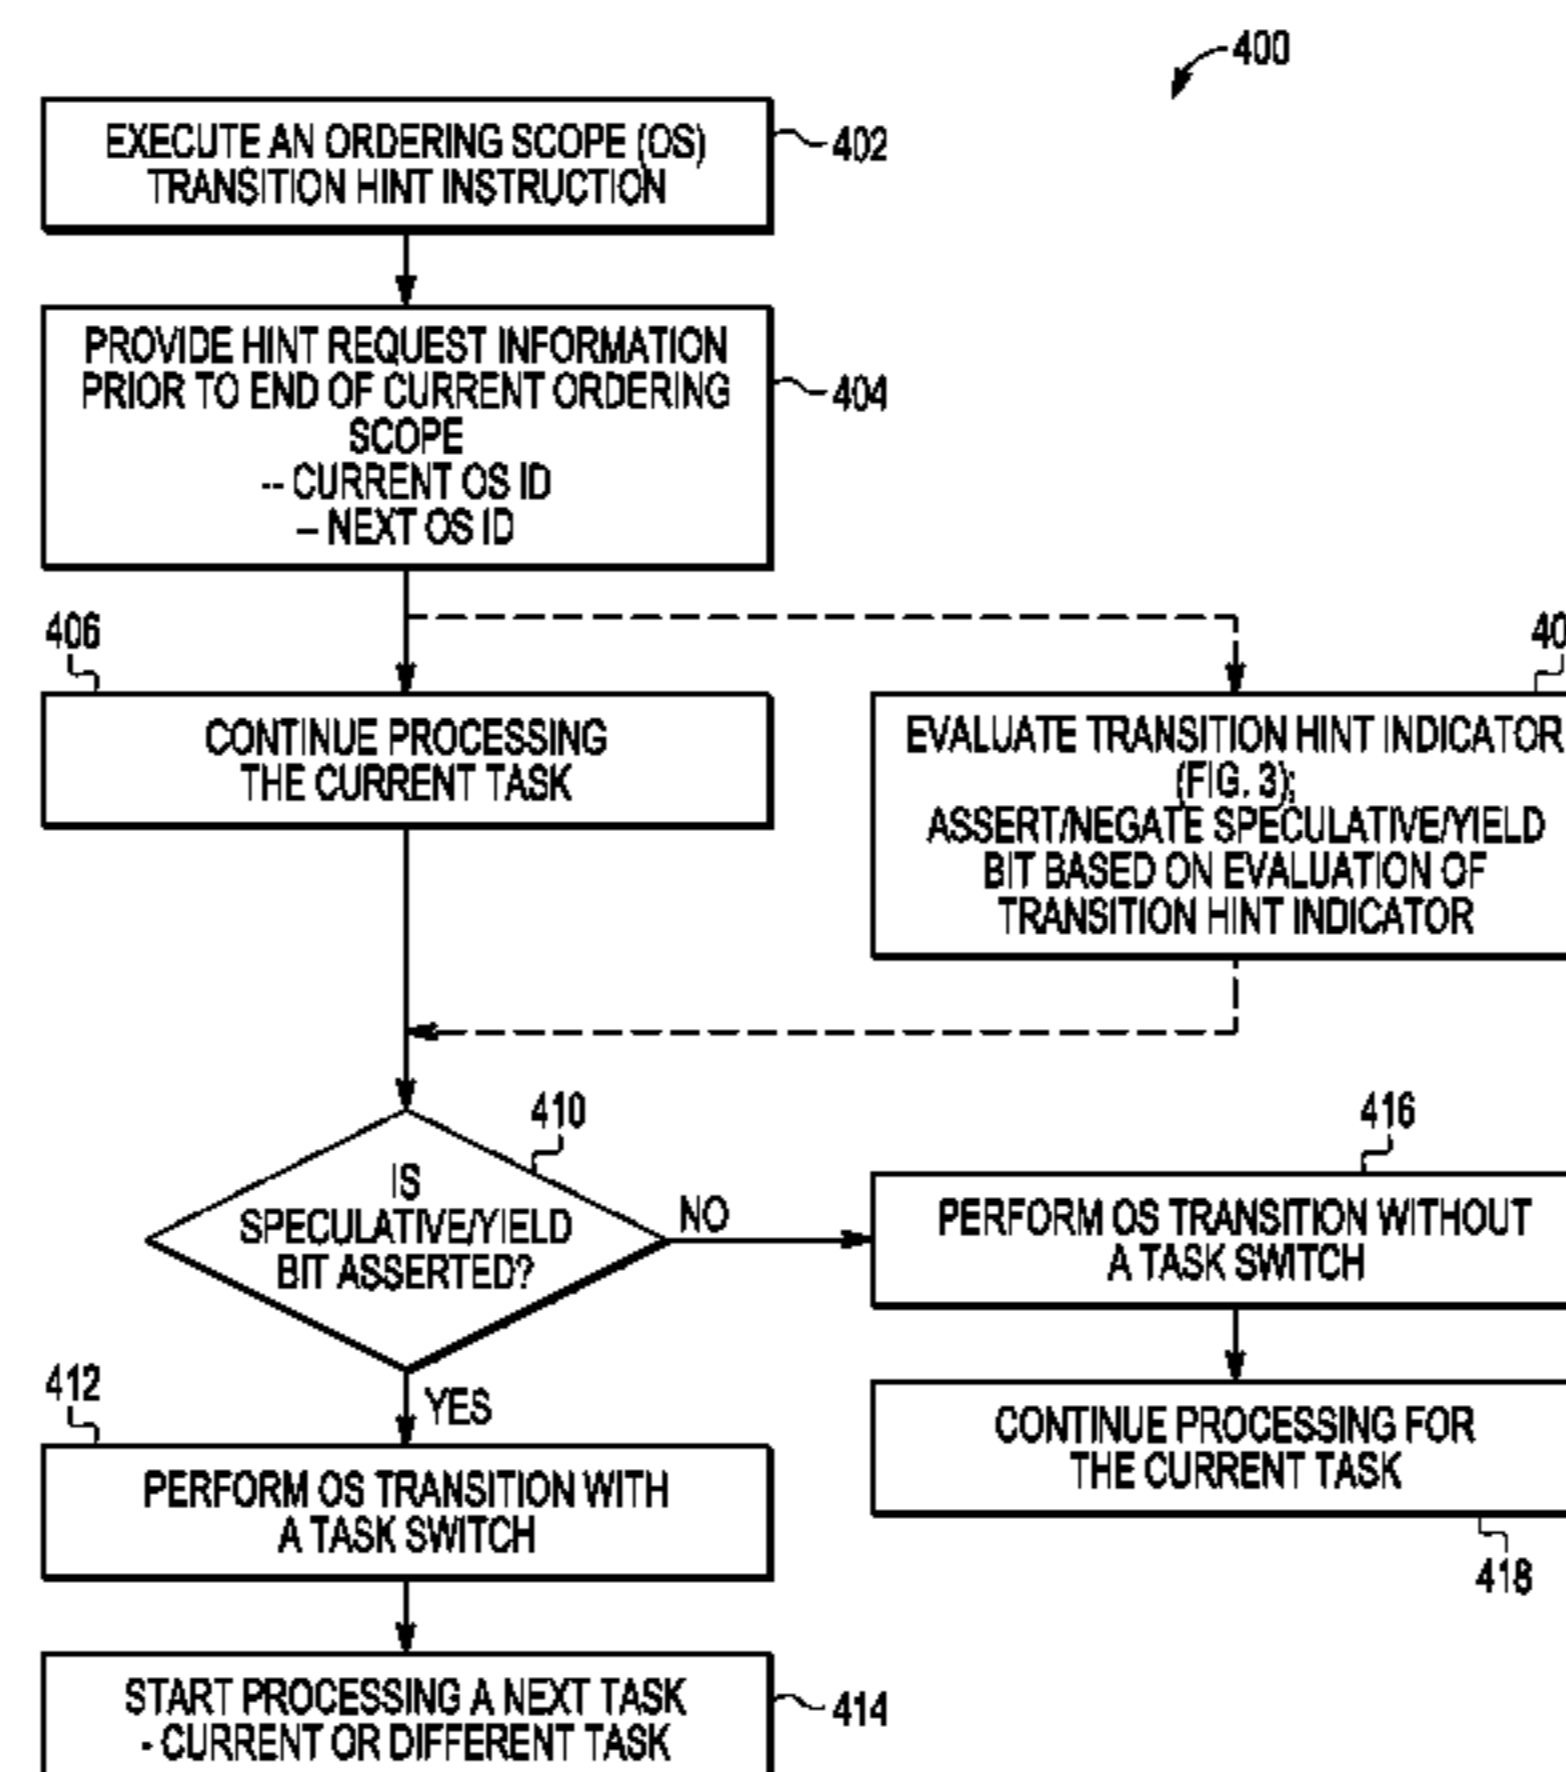 400
EXECUTE AN ORDERING SCOPE (OS)
TRANSITION HINT INSTRUCTION
402
PROVIDE HINT REQUEST INFORMATION
PRIOR TO END OF CURRENT ORDERING
SCOPE
-- CURRENT OS ID
– NEXT OS ID
404
406
CONTINUE PROCESSING
THE CURRENT TASK
EVALUATE TRANSITION HINT INDICATOR
(FIG. 3);
ASSERT/NEGATE SPECULATIVE/YIELD
BIT BASED ON EVALUATION OF
TRANSITION HINT INDICATOR
410
IS
SPECULATIVE/YIELD
BIT ASSERTED?
NO
416
PERFORM OS TRANSITION WITHOUT
A TASK SWITCH
YES
412
PERFORM OS TRANSITION WITH
A TASK SWITCH
CONTINUE PROCESSING FOR
THE CURRENT TASK
418
START PROCESSING A NEXT TASK
- CURRENT OR DIFFERENT TASK
414